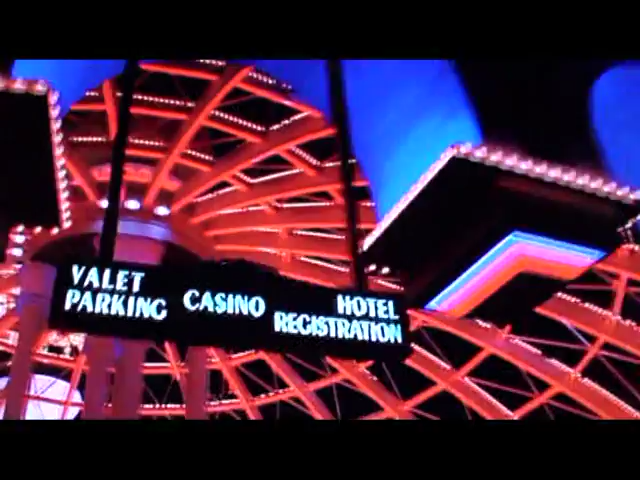 VALET
PARKING
CASINO
HOTEL
REGISTRATION